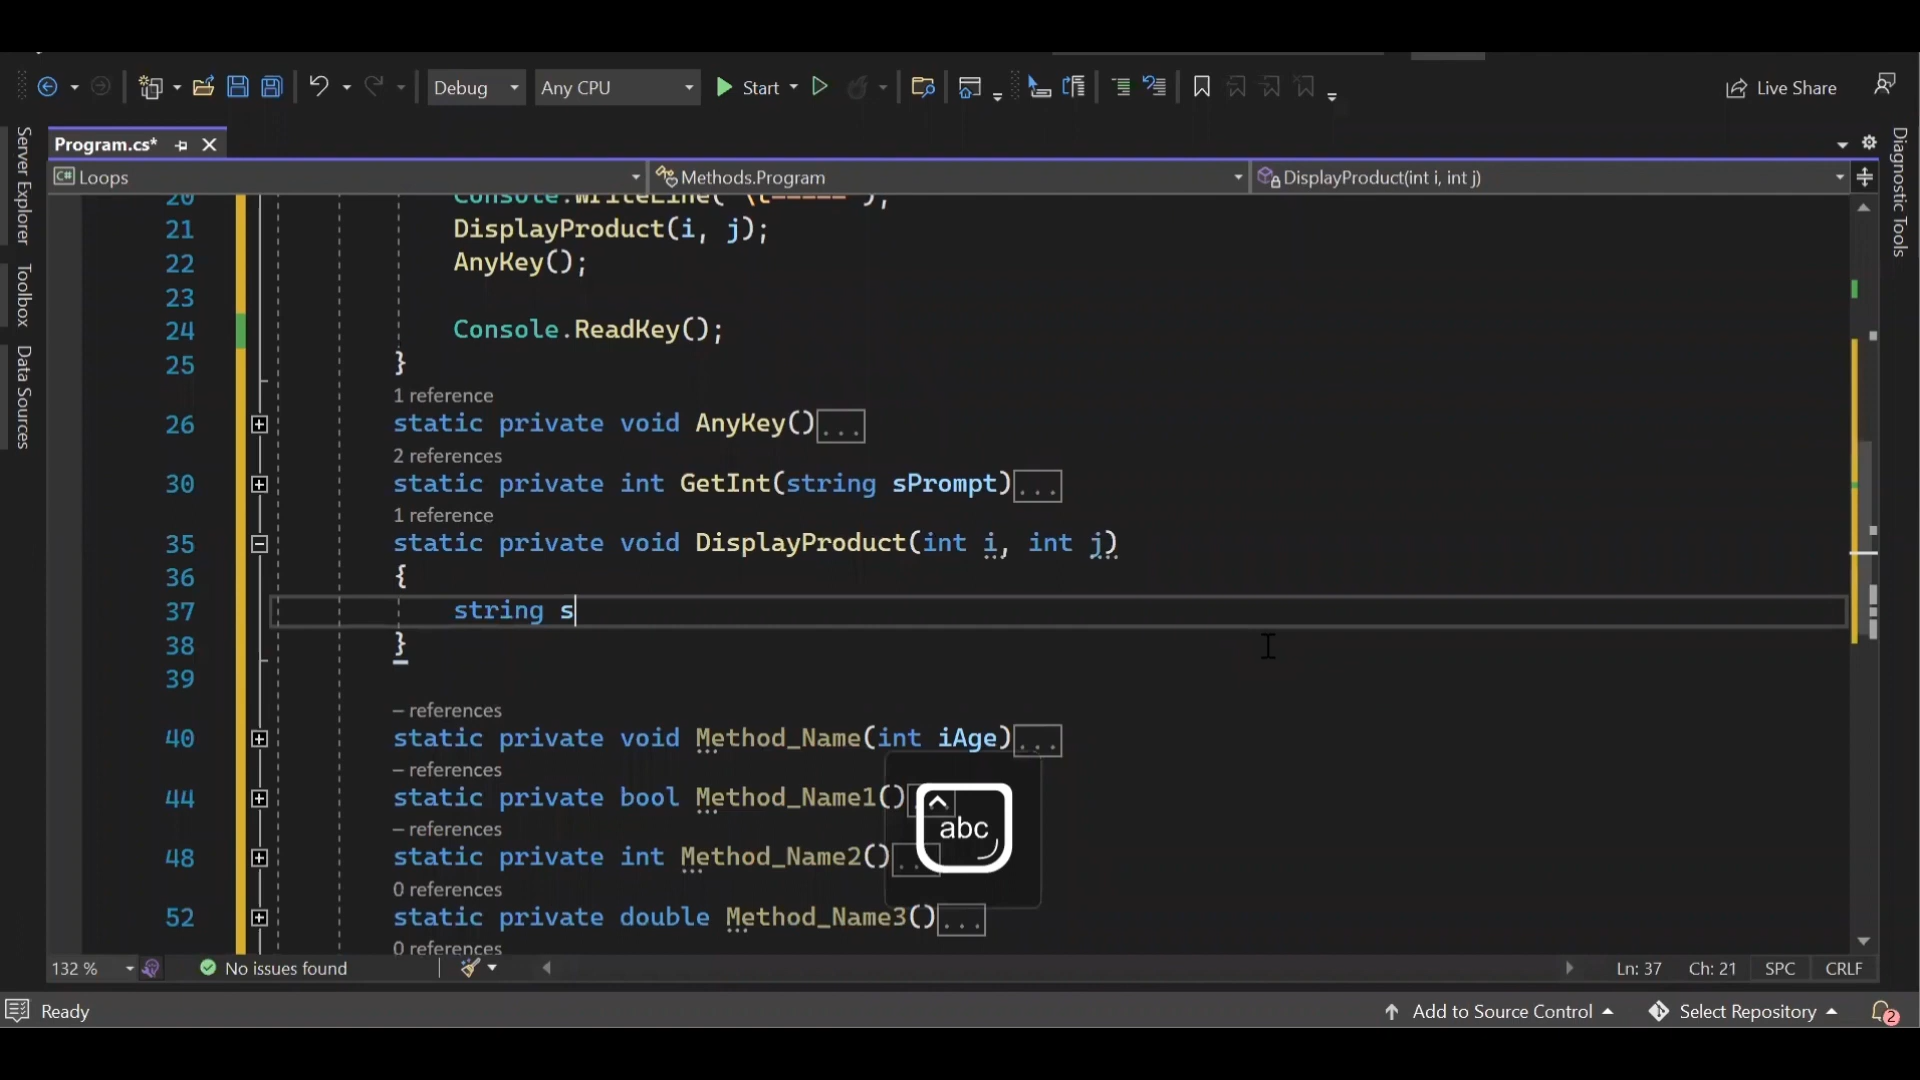 Debug
Any CPU
Start
Live Share
Server Explorer
Toolbox
Data Sources
Diagnostic Tools
Program.cs*
C# Loops
Methods.Program
DisplayProduct(int i, int j)
20 Console.WriteLine("\t=====");
21 DisplayProduct(i, j);
22 AnyKey();
23
24 Console.ReadKey();
25 }
1 reference
26 static private void AnyKey()...
2 references
30 static private int GetInt(string sPrompt)...
1 reference
35 static private void DisplayProduct(int i, int j)
36 {
37 string s
38 }
39
– references
40 static private void Method_Name(int iAge)...
– references
44 static private bool Method_Name1()
– references
48 static private int Method_Name2()...
0 references
52 static private double Method_Name3()...
0 references
abc
132 %
No issues found
Ln: 37
Ch: 21
SPC
CRLF
Ready
Add to Source Control
Select Repository
2